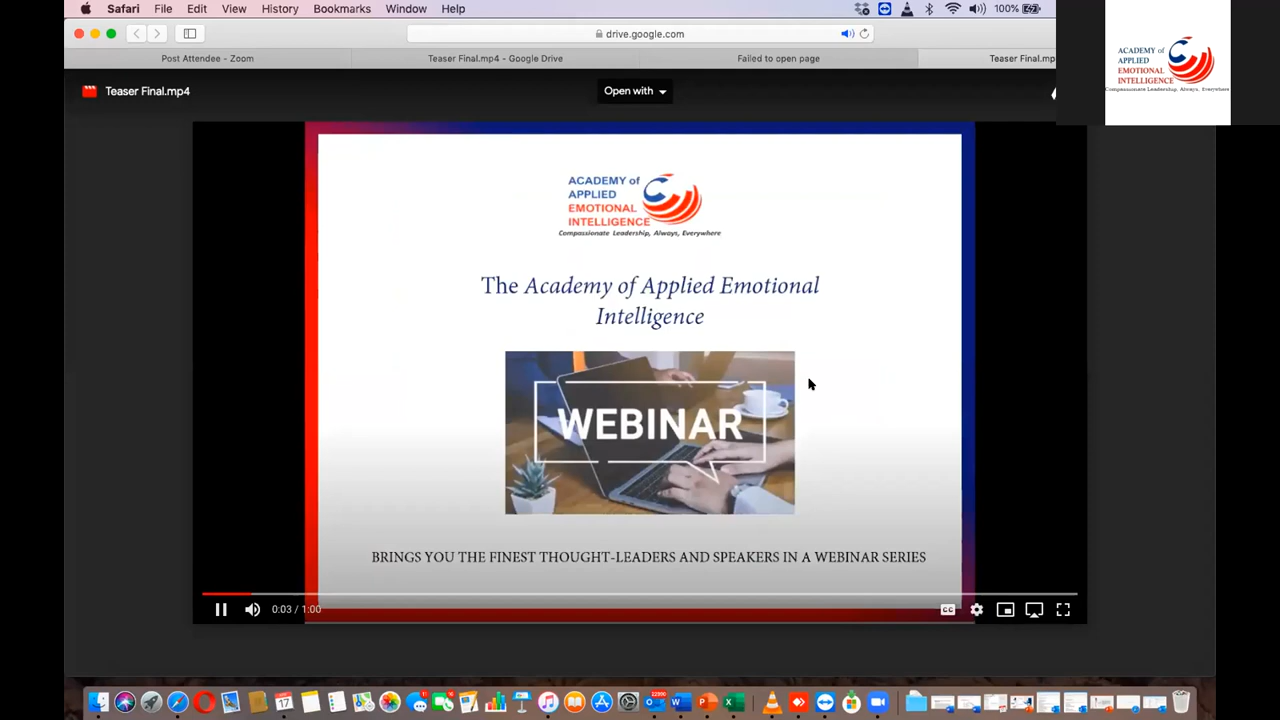 Safari File Edit View History Bookmarks Window Help 100%
drive.google.com
Post Attendee - Zoom Teaser Final.mp4 - Google Drive Failed to open page Teaser Final.mp
Teaser Final.mp4 Open with
ACADEMY of
APPLIED
EMOTIONAL
INTELLIGENCE
Compassionate Leadership, Always, Everywhere
ACADEMY of
APPLIED
EMOTIONAL
INTELLIGENCE
Compassionate Leadership, Always, Everywhere
The Academy of Applied Emotional
Intelligence
WEBINAR
BRINGS YOU THE FINEST THOUGHT-LEADERS AND SPEAKERS IN A WEBINAR SERIES
0:03 / 1:00 CC
17